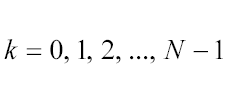 k = 0, 1, 2, ..., N − 1